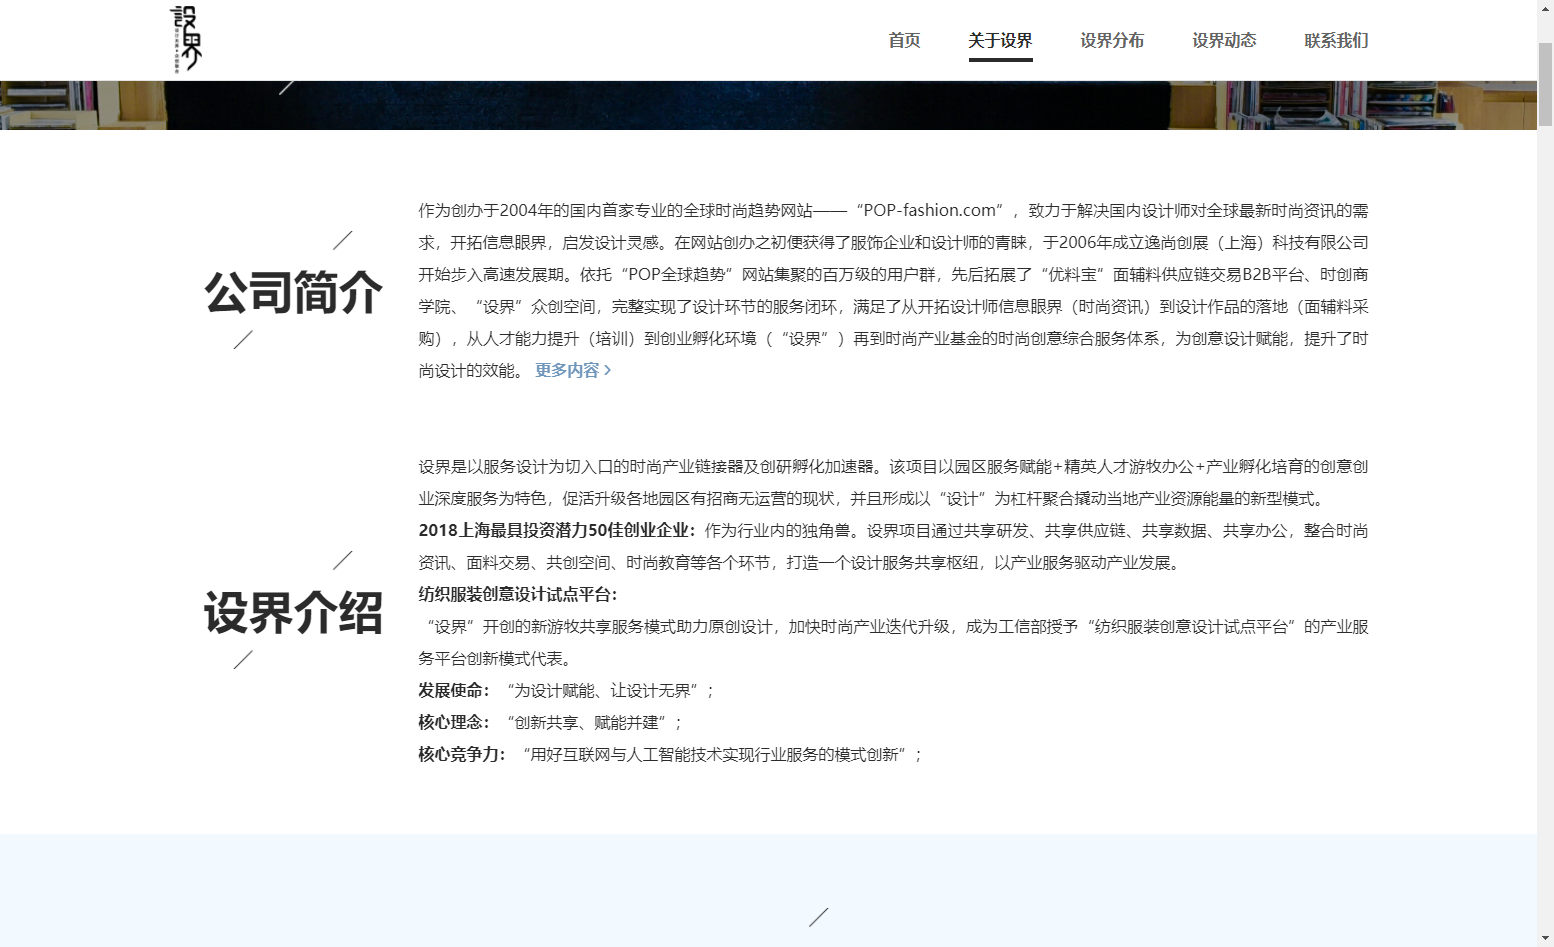 設界
首页 关于设界 设界分布 设界动态 联系我们
公司简介
作为创办于2004年的国内首家专业的全球时尚趋势网站——“POP-fashion.com”，致力于解决国内设计师对全球最新时尚资讯的需
求，开拓信息眼界，启发设计灵感。在网站创办之初便获得了服饰企业和设计师的青睐，于2006年成立逸尚创展（上海）科技有限公司
开始步入高速发展期。依托“POP全球趋势”网站集聚的百万级的用户群，先后拓展了“优料宝”面辅料供应链交易B2B平台、时创商
学院、“设界”众创空间，完整实现了设计环节的服务闭环，满足了从开拓设计师信息眼界（时尚资讯）到设计作品的落地（面辅料采
购），从人才能力提升（培训）到创业孵化环境（“设界”）再到时尚产业基金的时尚创意综合服务体系，为创意设计赋能，提升了时
尚设计的效能。 更多内容 >
设界介绍
设界是以服务设计为切入口的时尚产业链接器及创研孵化加速器。该项目以园区服务赋能+精英人才游牧办公+产业孵化培育的创意创
业深度服务为特色，促活升级各地园区有招商无运营的现状，并且形成以“设计”为杠杆聚合撬动当地产业资源能量的新型模式。
2018上海最具投资潜力50佳创业企业：作为行业内的独角兽。设界项目通过共享研发、共享供应链、共享数据、共享办公，整合时尚
资讯、面料交易、共创空间、时尚教育等各个环节，打造一个设计服务共享枢纽，以产业服务驱动产业发展。
纺织服装创意设计试点平台：
“设界”开创的新游牧共享服务模式助力原创设计，加快时尚产业迭代升级，成为工信部授予“纺织服装创意设计试点平台”的产业服
务平台创新模式代表。
发展使命：“为设计赋能、让设计无界”；
核心理念：“创新共享、赋能并建”；
核心竞争力：“用好互联网与人工智能技术实现行业服务的模式创新”；